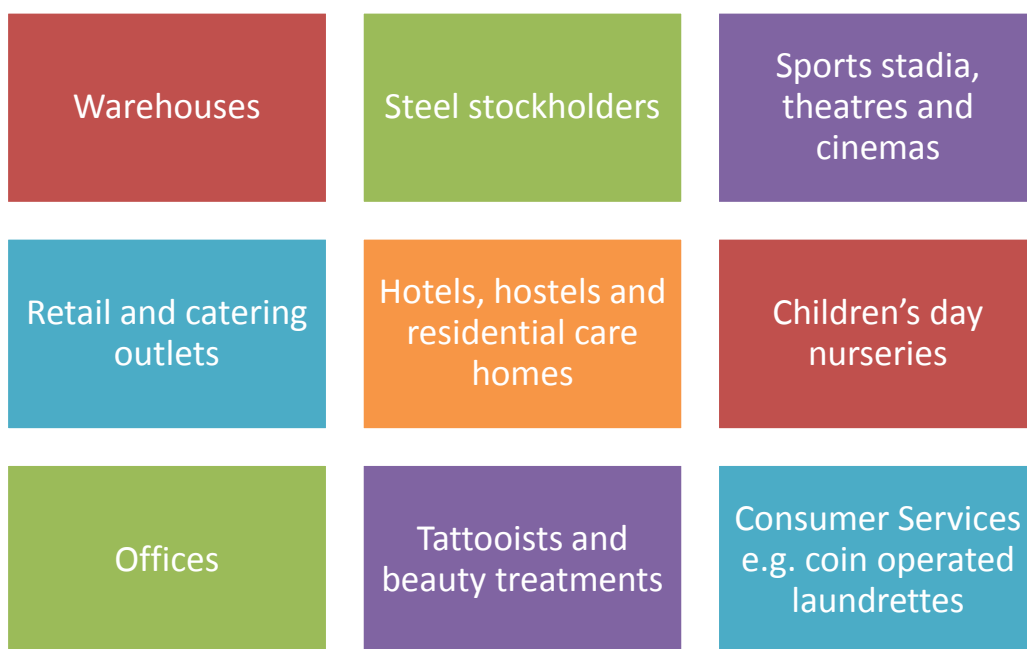 Warehouses
Steel stockholders
Sports stadia,
theatres and
cinemas
Retail and catering
outlets
Hotels, hostels and
residential care
homes
Children’s day
nurseries
Offices
Tattooists and
beauty treatments
Consumer Services
e.g. coin operated
laundrettes